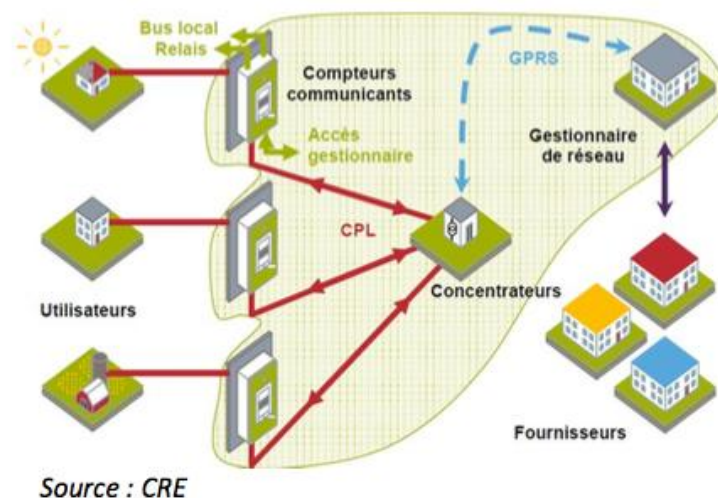 Bus local
Relais
Compteurs
communicants
GPRS
Accès
gestionnaire
Gestionnaire
de réseau
CPL
Utilisateurs
Concentrateurs
Fournisseurs
Source : CRE